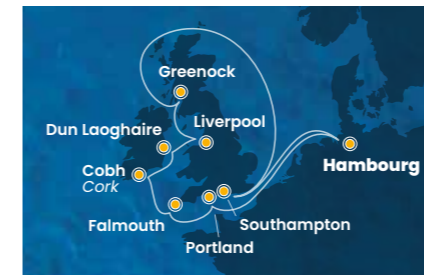 Greenock
Liverpool
Dun Laoghaire
Hambourg
Cobh
Cork
Falmouth
Southampton
Portland